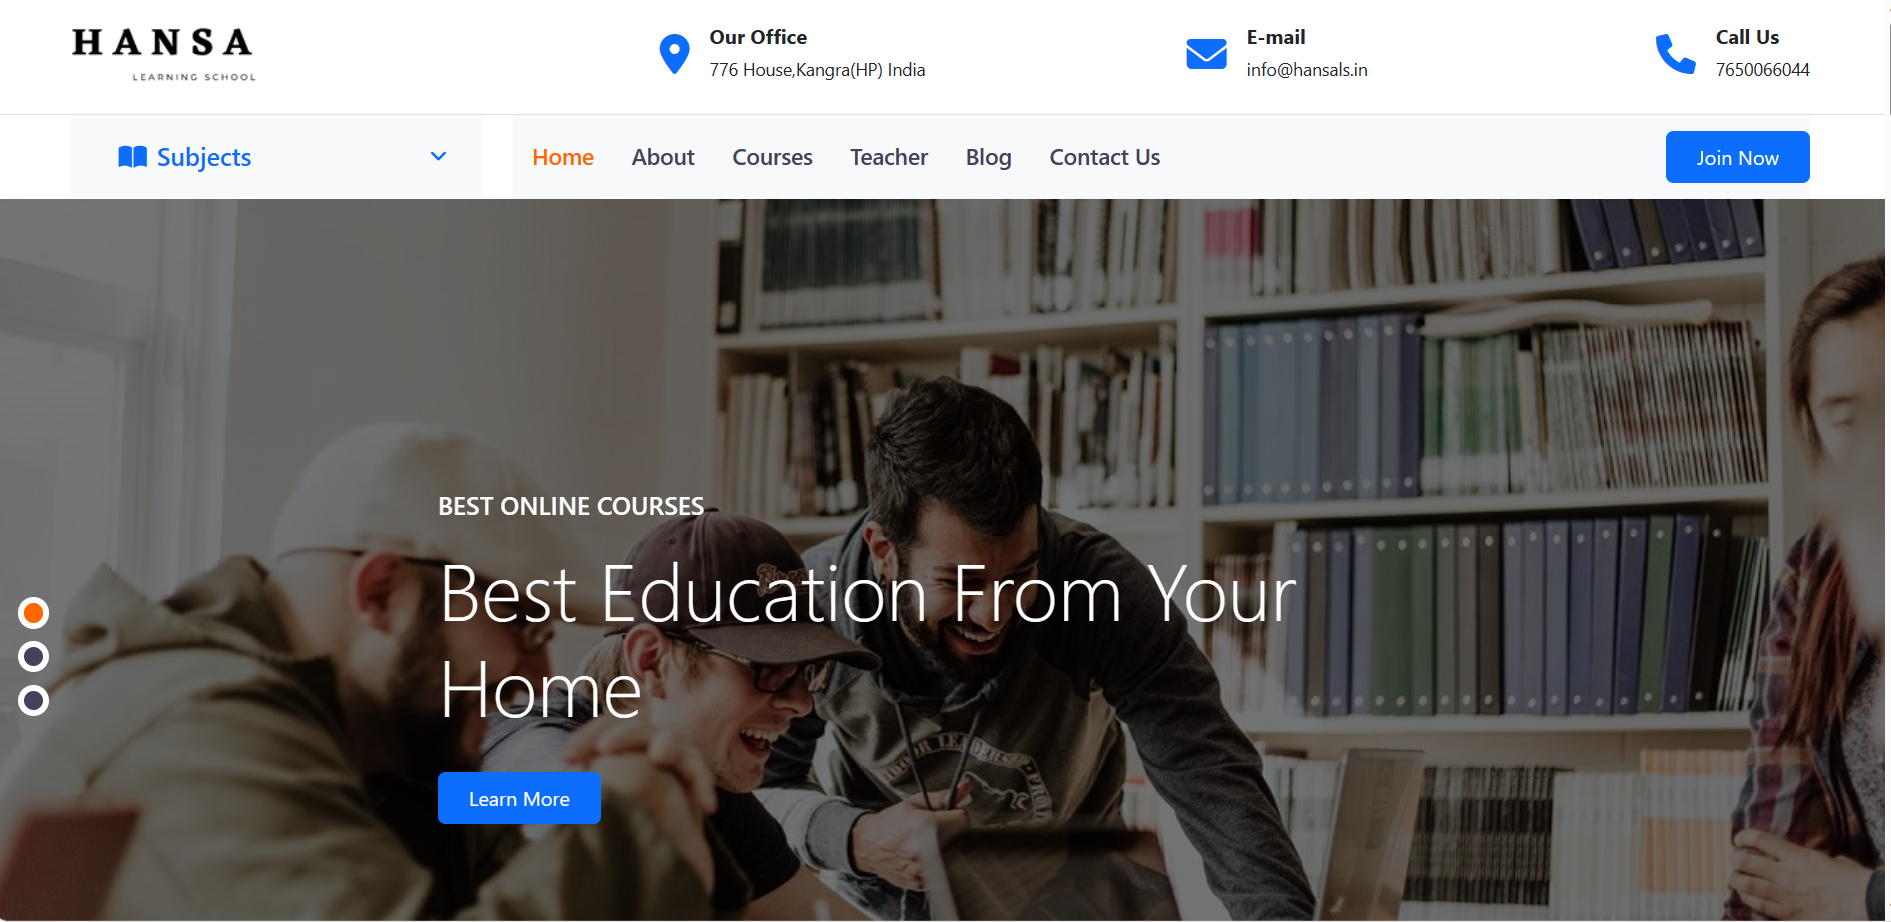 HANSA
LEARNING SCHOOL
Our Office
776 House,Kangra(HP) India
E-mail
info@hansals.in
Call Us
7650066044
Subjects
Home About Courses Teacher Blog Contact Us
Join Now
BEST ONLINE COURSES
Best Education From Your
Home
Learn More